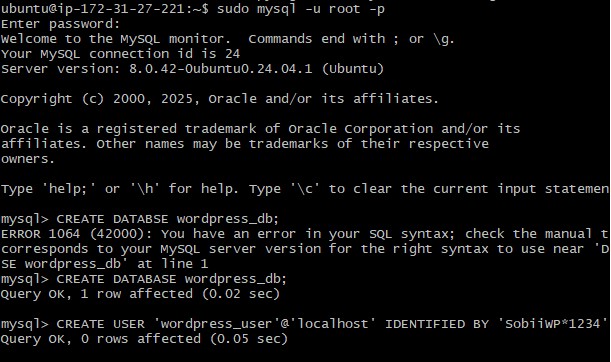 ubuntu@ip-172-31-27-221:~$ sudo mysql -u root -p
Enter password:
Welcome to the MySQL monitor.  Commands end with ; or \g.
Your MySQL connection id is 24
Server version: 8.0.42-0ubuntu0.24.04.1 (Ubuntu)
Copyright (c) 2000, 2025, Oracle and/or its affiliates.
Oracle is a registered trademark of Oracle Corporation and/or its
affiliates. Other names may be trademarks of their respective
owners.
Type 'help;' or '\h' for help. Type '\c' to clear the current input statemen
mysql> CREATE DATABSE wordpress_db;
ERROR 1064 (42000): You have an error in your SQL syntax; check the manual t
corresponds to your MySQL server version for the right syntax to use near 'D
SE wordpress_db' at line 1
mysql> CREATE DATABASE wordpress_db;
Query OK, 1 row affected (0.02 sec)
mysql> CREATE USER 'wordpress_user'@'localhost' IDENTIFIED BY 'SobiiWP*1234'
Query OK, 0 rows affected (0.05 sec)